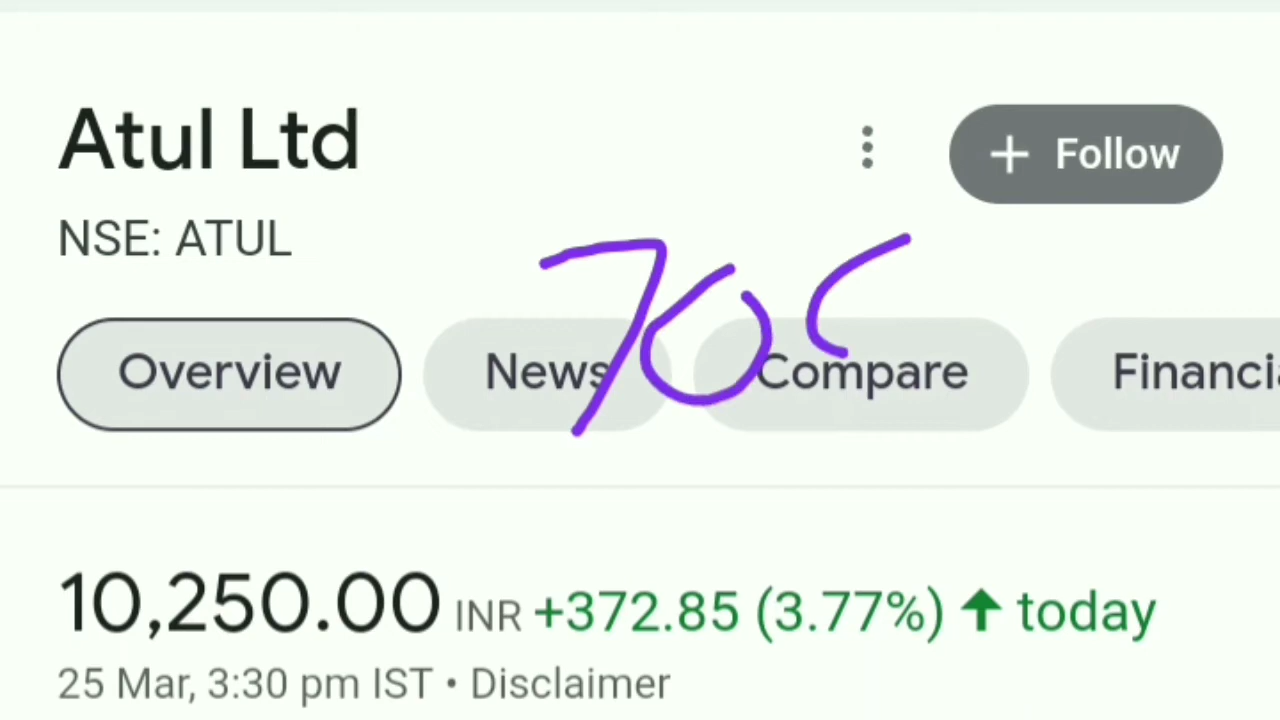 Atul Ltd
+ Follow
NSE: ATUL
70
Overview News Compare Financi
10,250.00 INR +372.85 (3.77%) ↑ today
25 Mar, 3:30 pm IST • Disclaimer